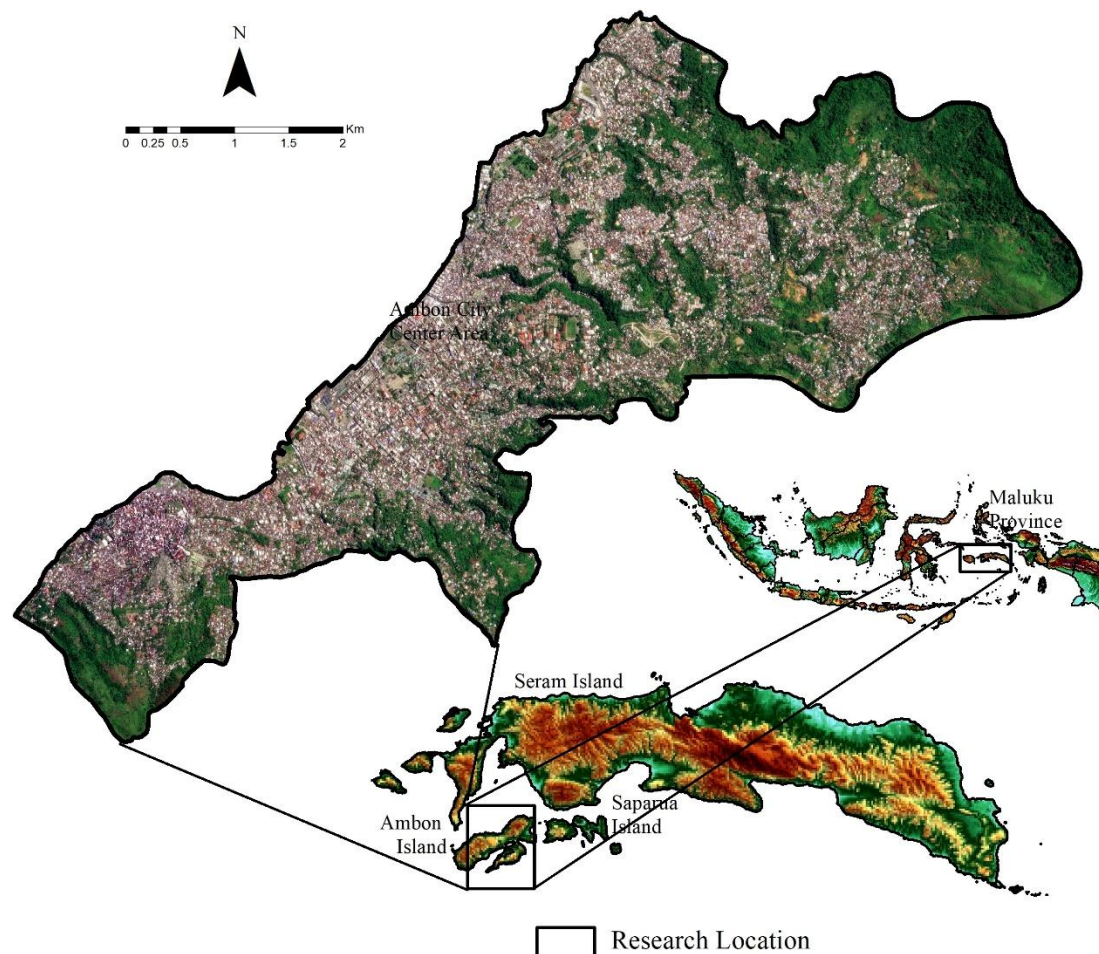 N
Km
0 0.25 0.5 1 1.5 2
Ambon City
Center Area
Maluku
Province
Seram Island
Saparua
Island
Ambon
Island
Research Location